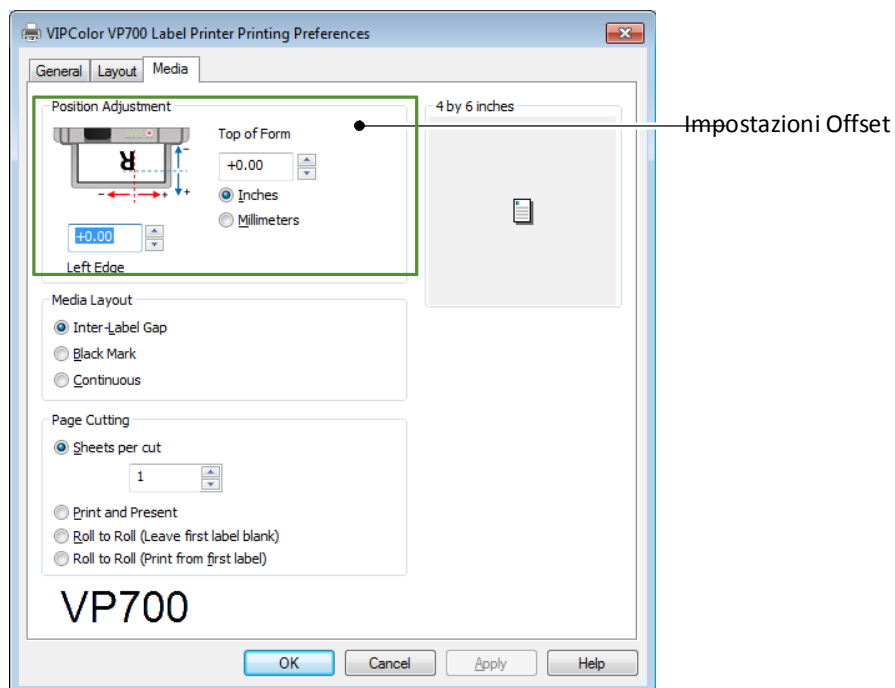 VIPColor VP700 Label Printer Printing Preferences
General Layout Media
Position Adjustment
Top of Form
+0.00
Inches
Millimeters
R
- + - +
+0.00
Left Edge
4 by 6 inches
Impostazioni Offset
Media Layout
Inter-Label Gap
Black Mark
Continuous
Page Cutting
Sheets per cut
1
Print and Present
Roll to Roll (Leave first label blank)
Roll to Roll (Print from first label)
VP700
OK Cancel Apply Help